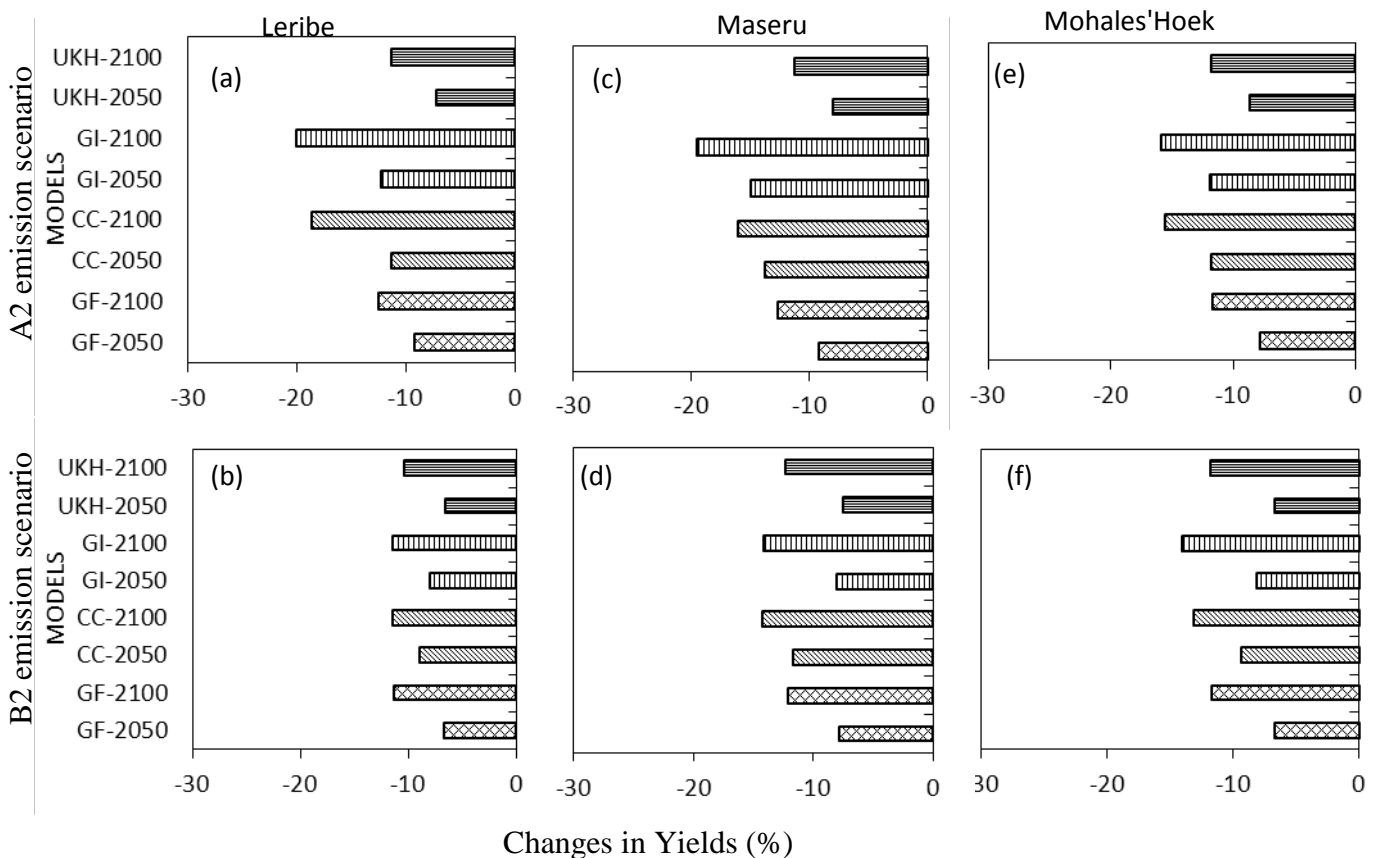 Leribe
Maseru
Mohales'Hoek
A2 emission scenario
MODELS
UKH-2100
UKH-2050
GI-2100
GI-2050
CC-2100
CC-2050
GF-2100
GF-2050
(a)
(c)
(e)
-30 -20 -10 0
-30 -20 -10 0
-30 -20 -10 0
B2 emission scenario
MODELS
UKH-2100
UKH-2050
GI-2100
GI-2050
CC-2100
CC-2050
GF-2100
GF-2050
(b)
(d)
(f)
-30 -20 -10 0
-30 -20 -10 0
-30 -20 -10 0
Changes in Yields (%)